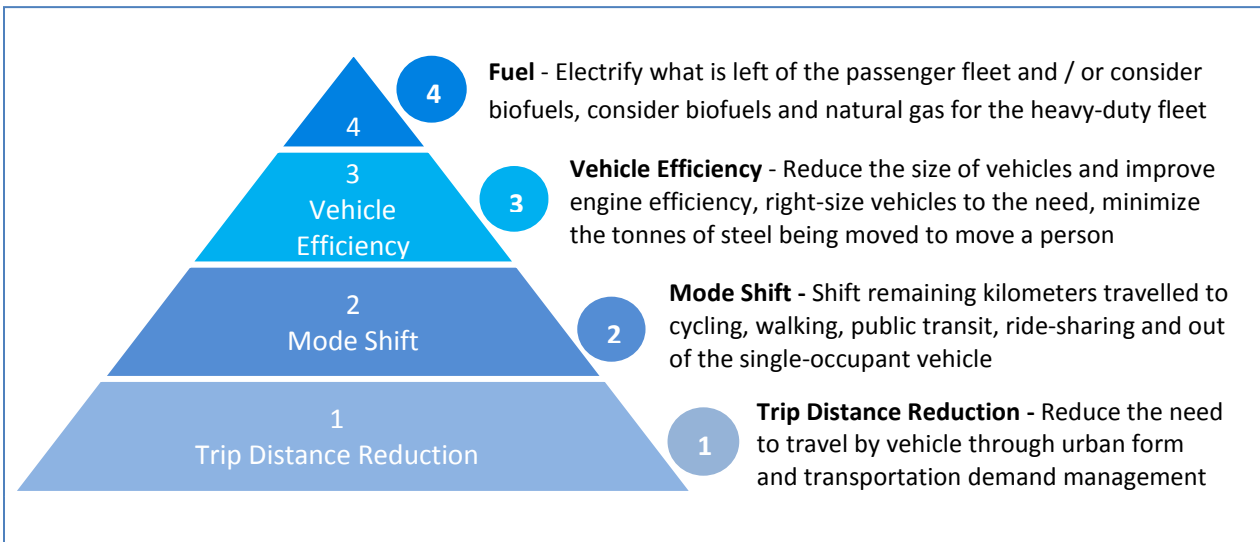 4
Fuel - Electrify what is left of the passenger fleet and / or consider
biofuels, consider biofuels and natural gas for the heavy-duty fleet
4
3
Vehicle
Efficiency
3
Vehicle Efficiency - Reduce the size of vehicles and improve
engine efficiency, right-size vehicles to the need, minimize
the tonnes of steel being moved to move a person
2
Mode Shift
2
Mode Shift - Shift remaining kilometers travelled to
cycling, walking, public transit, ride-sharing and out
of the single-occupant vehicle
1
Trip Distance Reduction
1
Trip Distance Reduction - Reduce the need
to travel by vehicle through urban form
and transportation demand management